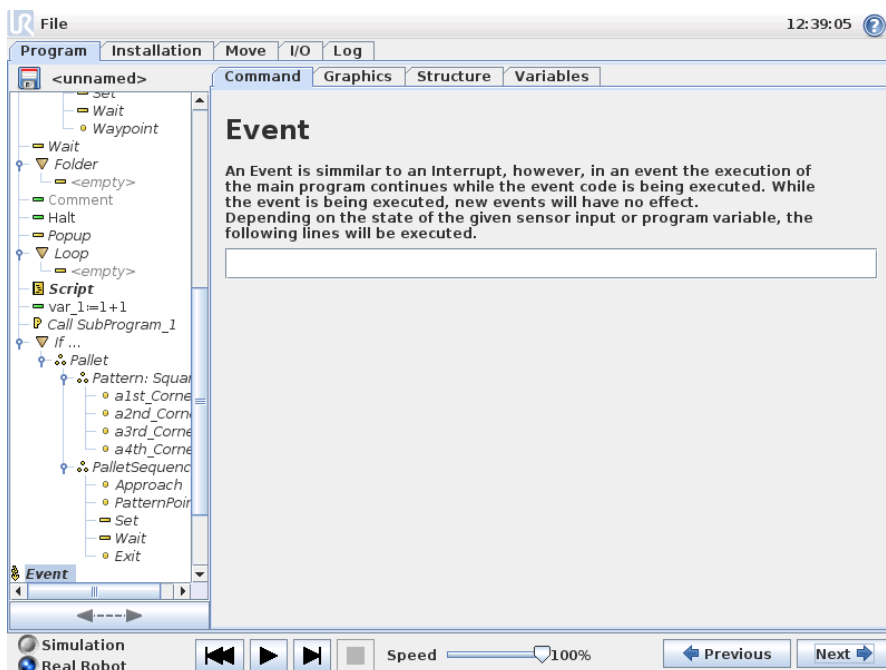 UR File 12:39:05 ?
Program Installation Move I/O Log
<unnamed> Command Graphics Structure Variables
Set
Wait
Waypoint
Wait
Folder
<empty>
Comment
Halt
Popup
Loop
<empty>
Script
var_1:=1+1
Call SubProgram_1
If ...
Pallet
Pattern: Squar
a1st_Corne
a2nd_Corne
a3rd_Corne
a4th_Corne
PalletSequenc
Approach
PatternPoin
Set
Wait
Exit
Event
Event
An Event is simmilar to an Interrupt, however, in an event the execution of
the main program continues while the event code is being executed. While
the event is being executed, new events will have no effect.
Depending on the state of the given sensor input or program variable, the
following lines will be executed.
Simulation
Real Robot
Speed 100%
Previous Next